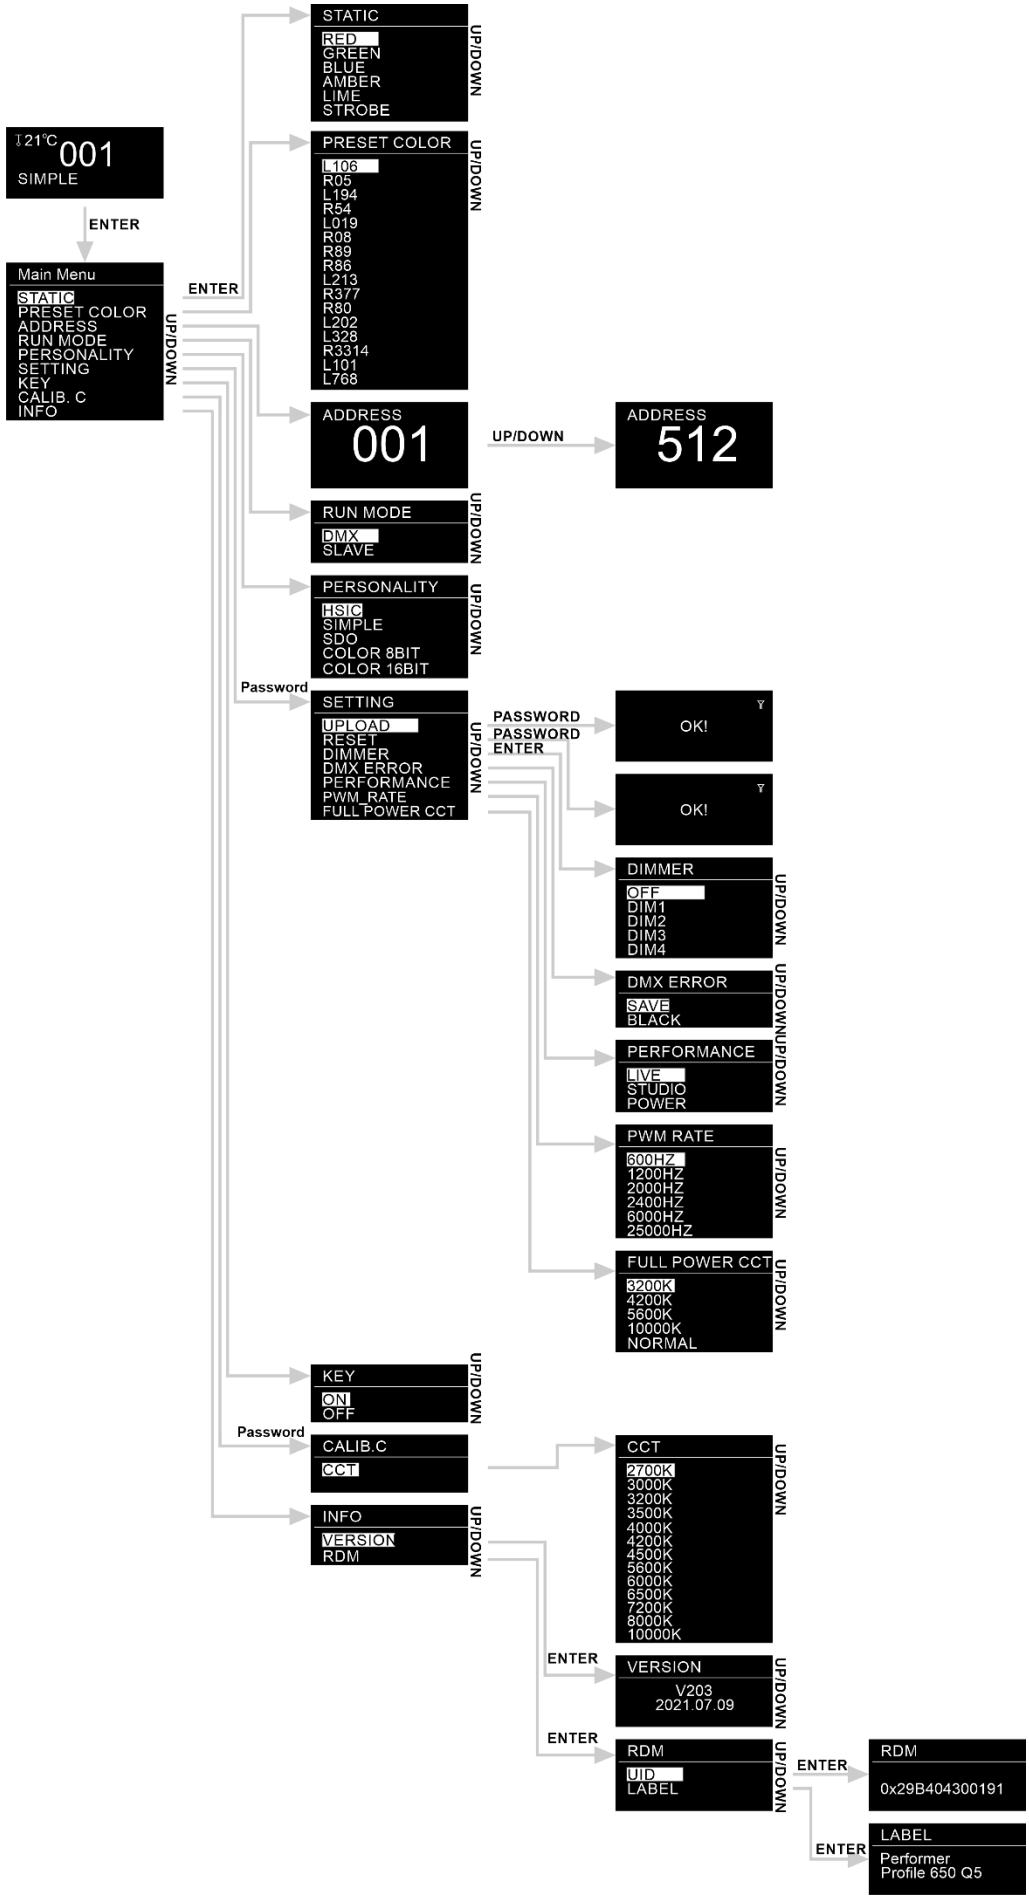 21°C
001
SIMPLE
ENTER
Main Menu
STATIC
PRESET COLOR
ADDRESS
RUN MODE
PERSONALITY
SETTING
KEY
CALIB. C
INFO
UP/DOWN
ENTER
STATIC
RED
GREEN
BLUE
AMBER
LIME
STROBE
UP/DOWN
PRESET COLOR
L106
R05
L194
R54
L019
R08
R89
R86
L213
R377
R80
L202
L328
R3314
L101
L768
UP/DOWN
ADDRESS
001
UP/DOWN
ADDRESS
512
RUN MODE
DMX
SLAVE
UP/DOWN
PERSONALITY
HSIC
SIMPLE
SDO
COLOR 8BIT
COLOR 16BIT
UP/DOWN
Password
SETTING
UPLOAD
RESET
DIMMER
DMX ERROR
PERFORMANCE
PWM_RATE
FULL POWER CCT
UP/DOWN
PASSWORD
PASSWORD
ENTER
OK!
OK!
DIMMER
OFF
DIM1
DIM2
DIM3
DIM4
UP/DOWN
DMX ERROR
SAVE
BLACK
UP/DOWN
PERFORMANCE
LIVE
STUDIO
POWER
UP/DOWN
PWM RATE
600HZ
1200HZ
2000HZ
2400HZ
6000HZ
25000HZ
UP/DOWN
FULL POWER CCT
3200K
4200K
5600K
10000K
NORMAL
UP/DOWN
KEY
ON
OFF
UP/DOWN
Password
CALIB.C
CCT
CCT
2700K
3000K
3200K
3500K
4000K
4200K
4500K
5600K
6000K
6500K
7200K
8000K
10000K
UP/DOWN
INFO
VERSION
RDM
UP/DOWN
ENTER
VERSION
V203
2021.07.09
UP/DOWN
ENTER
RDM
UID
LABEL
UP/DOWN
ENTER
RDM
0x29B404300191
ENTER
LABEL
Performer
Profile 650 Q5